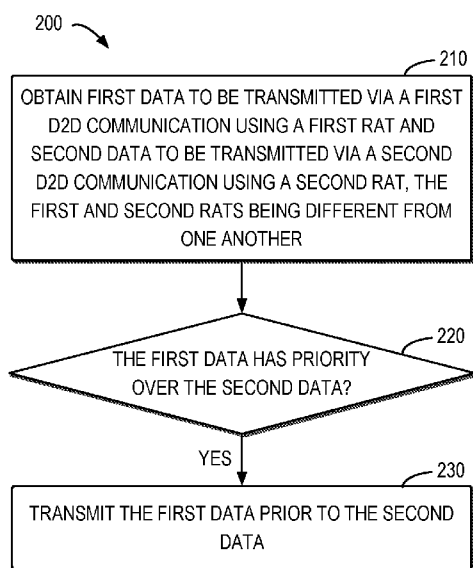 200
210
OBTAIN FIRST DATA TO BE TRANSMITTED VIA A FIRST
D2D COMMUNICATION USING A FIRST RAT AND
SECOND DATA TO BE TRANSMITTED VIA A SECOND
D2D COMMUNICATION USING A SECOND RAT, THE
FIRST AND SECOND RATS BEING DIFFERENT FROM
ONE ANOTHER
220
THE FIRST DATA HAS PRIORITY
OVER THE SECOND DATA?
YES
230
TRANSMIT THE FIRST DATA PRIOR TO THE SECOND
DATA